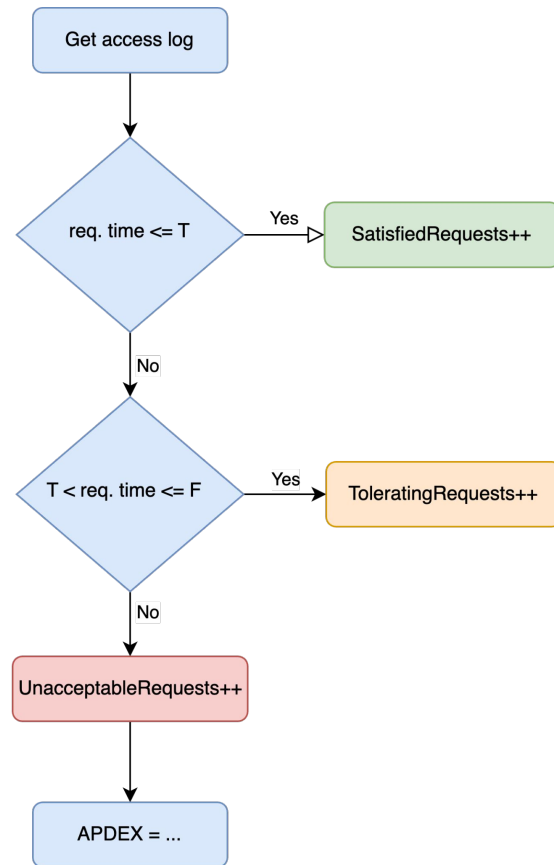 Get access log
req. time <= T
Yes
SatisfiedRequests++
No
T < req. time <= F
Yes
ToleratingRequests++
No
UnacceptableRequests++
APDEX = ...